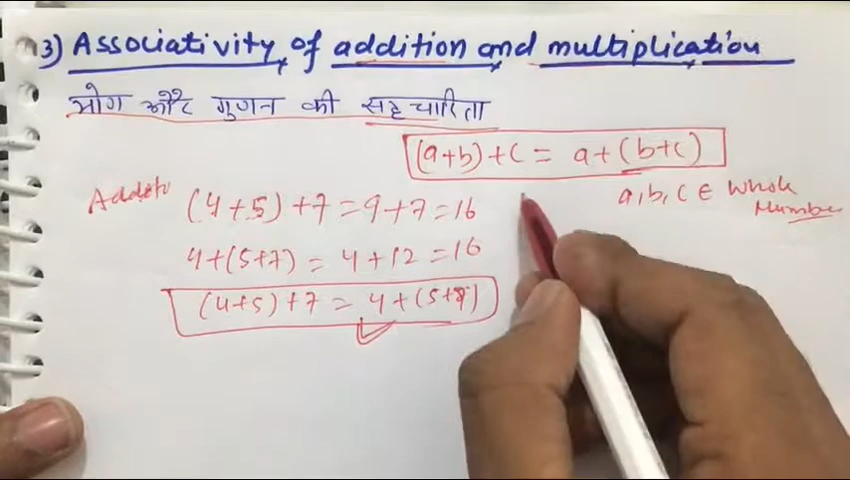 3) Associativity of addition and multiplication
योग और गुणन की सहचारिता
(a+b)+c = a+(b+c)
a,b,c ∈ Whole Number
(4+5)+7=9+7=16
4+(5+7) = 4+12=16
(4+5)+7 = 4+(5+7)